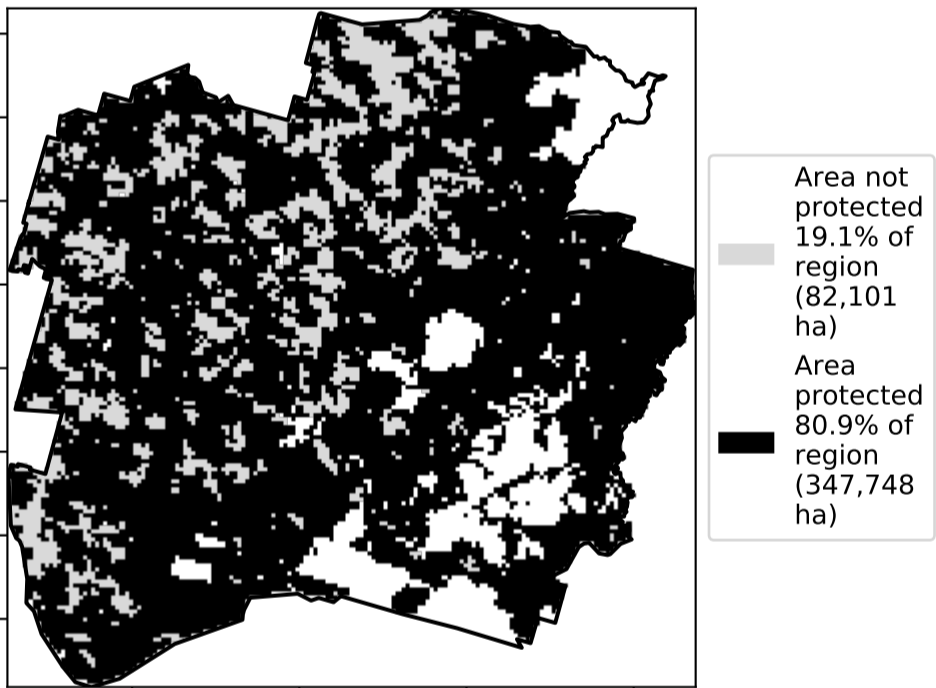 Area not
protected
19.1% of
region
(82,101
ha)
Area
protected
80.9% of
region
(347,748
ha)